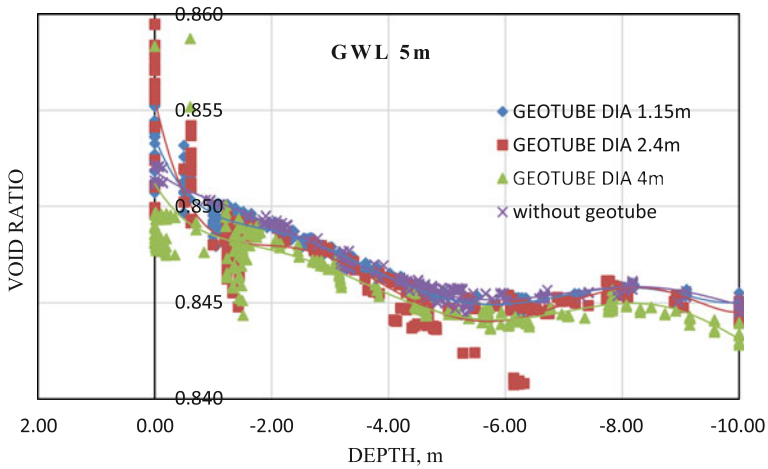 0.860
GWL 5m
0.855
GEOTUBE DIA 1.15m
GEOTUBE DIA 2.4m
GEOTUBE DIA 4m
without geotube
0.850
0.845
0.840
VOID RATIO
2.00 0.00 -2.00 -4.00 -6.00 -8.00 -10.00
DEPTH, m